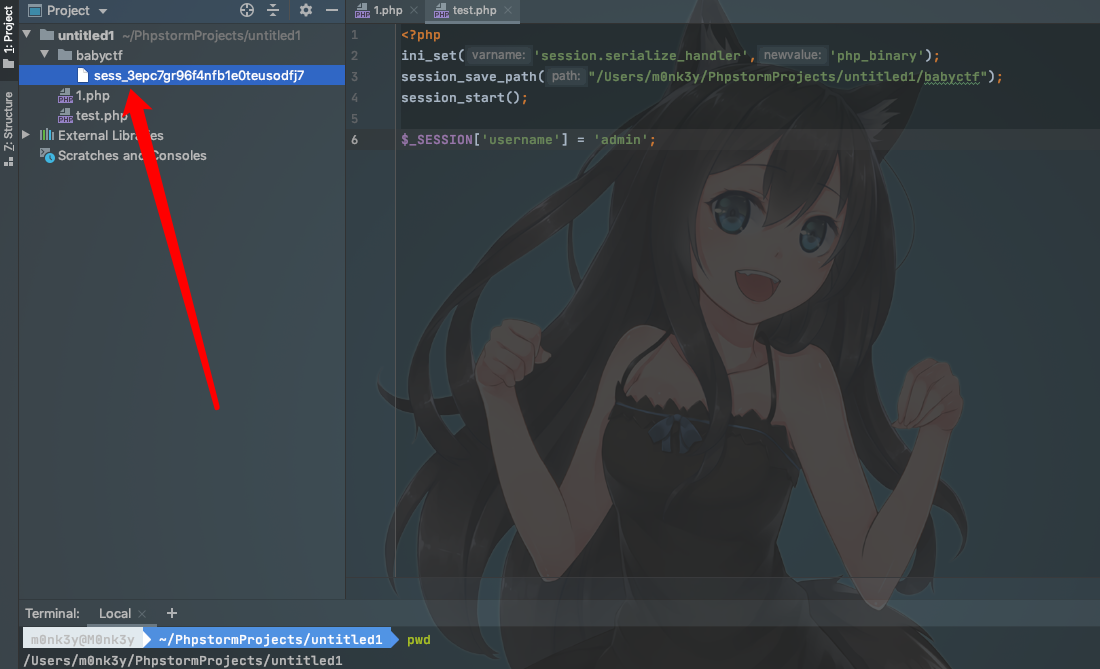 Project
1.php
test.php
1: Project
Z: Structure
untitled1 ~/PhpstormProjects/untitled1
babyctf
sess_3epc7gr96f4nfb1e0teusodfj7
1.php
test.php
External Libraries
Scratches and Consoles
1 <?php
2 ini_set( varname: 'session.serialize_handler', newvalue: 'php_binary');
3 session_save_path( path: "/Users/m0nk3y/PhpstormProjects/untitled1/babyctf");
4 session_start();
5
6 $_SESSION['username'] = 'admin';
Terminal: Local +
m0nk3y@M0nk3y ~/PhpstormProjects/untitled1 pwd
/Users/m0nk3y/PhpstormProjects/untitled1